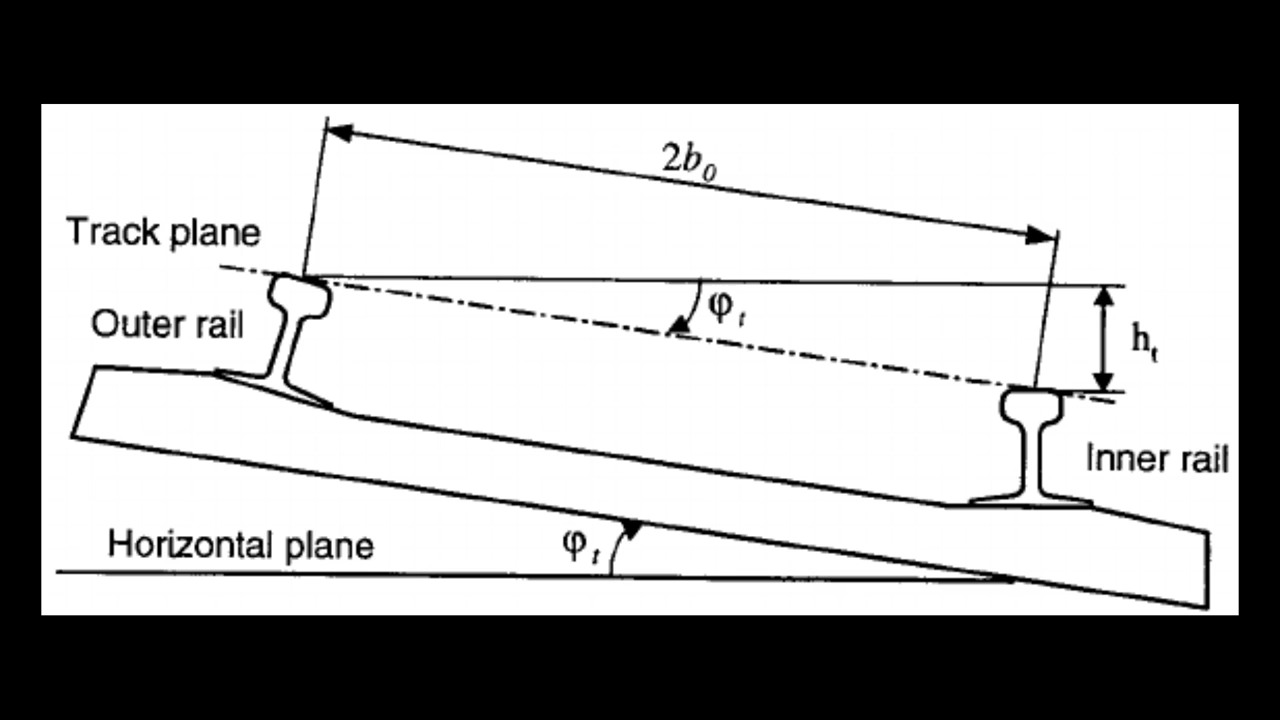 2b₀
Track plane
φₜ
Outer rail
hₜ
Inner rail
Horizontal plane
φₜ